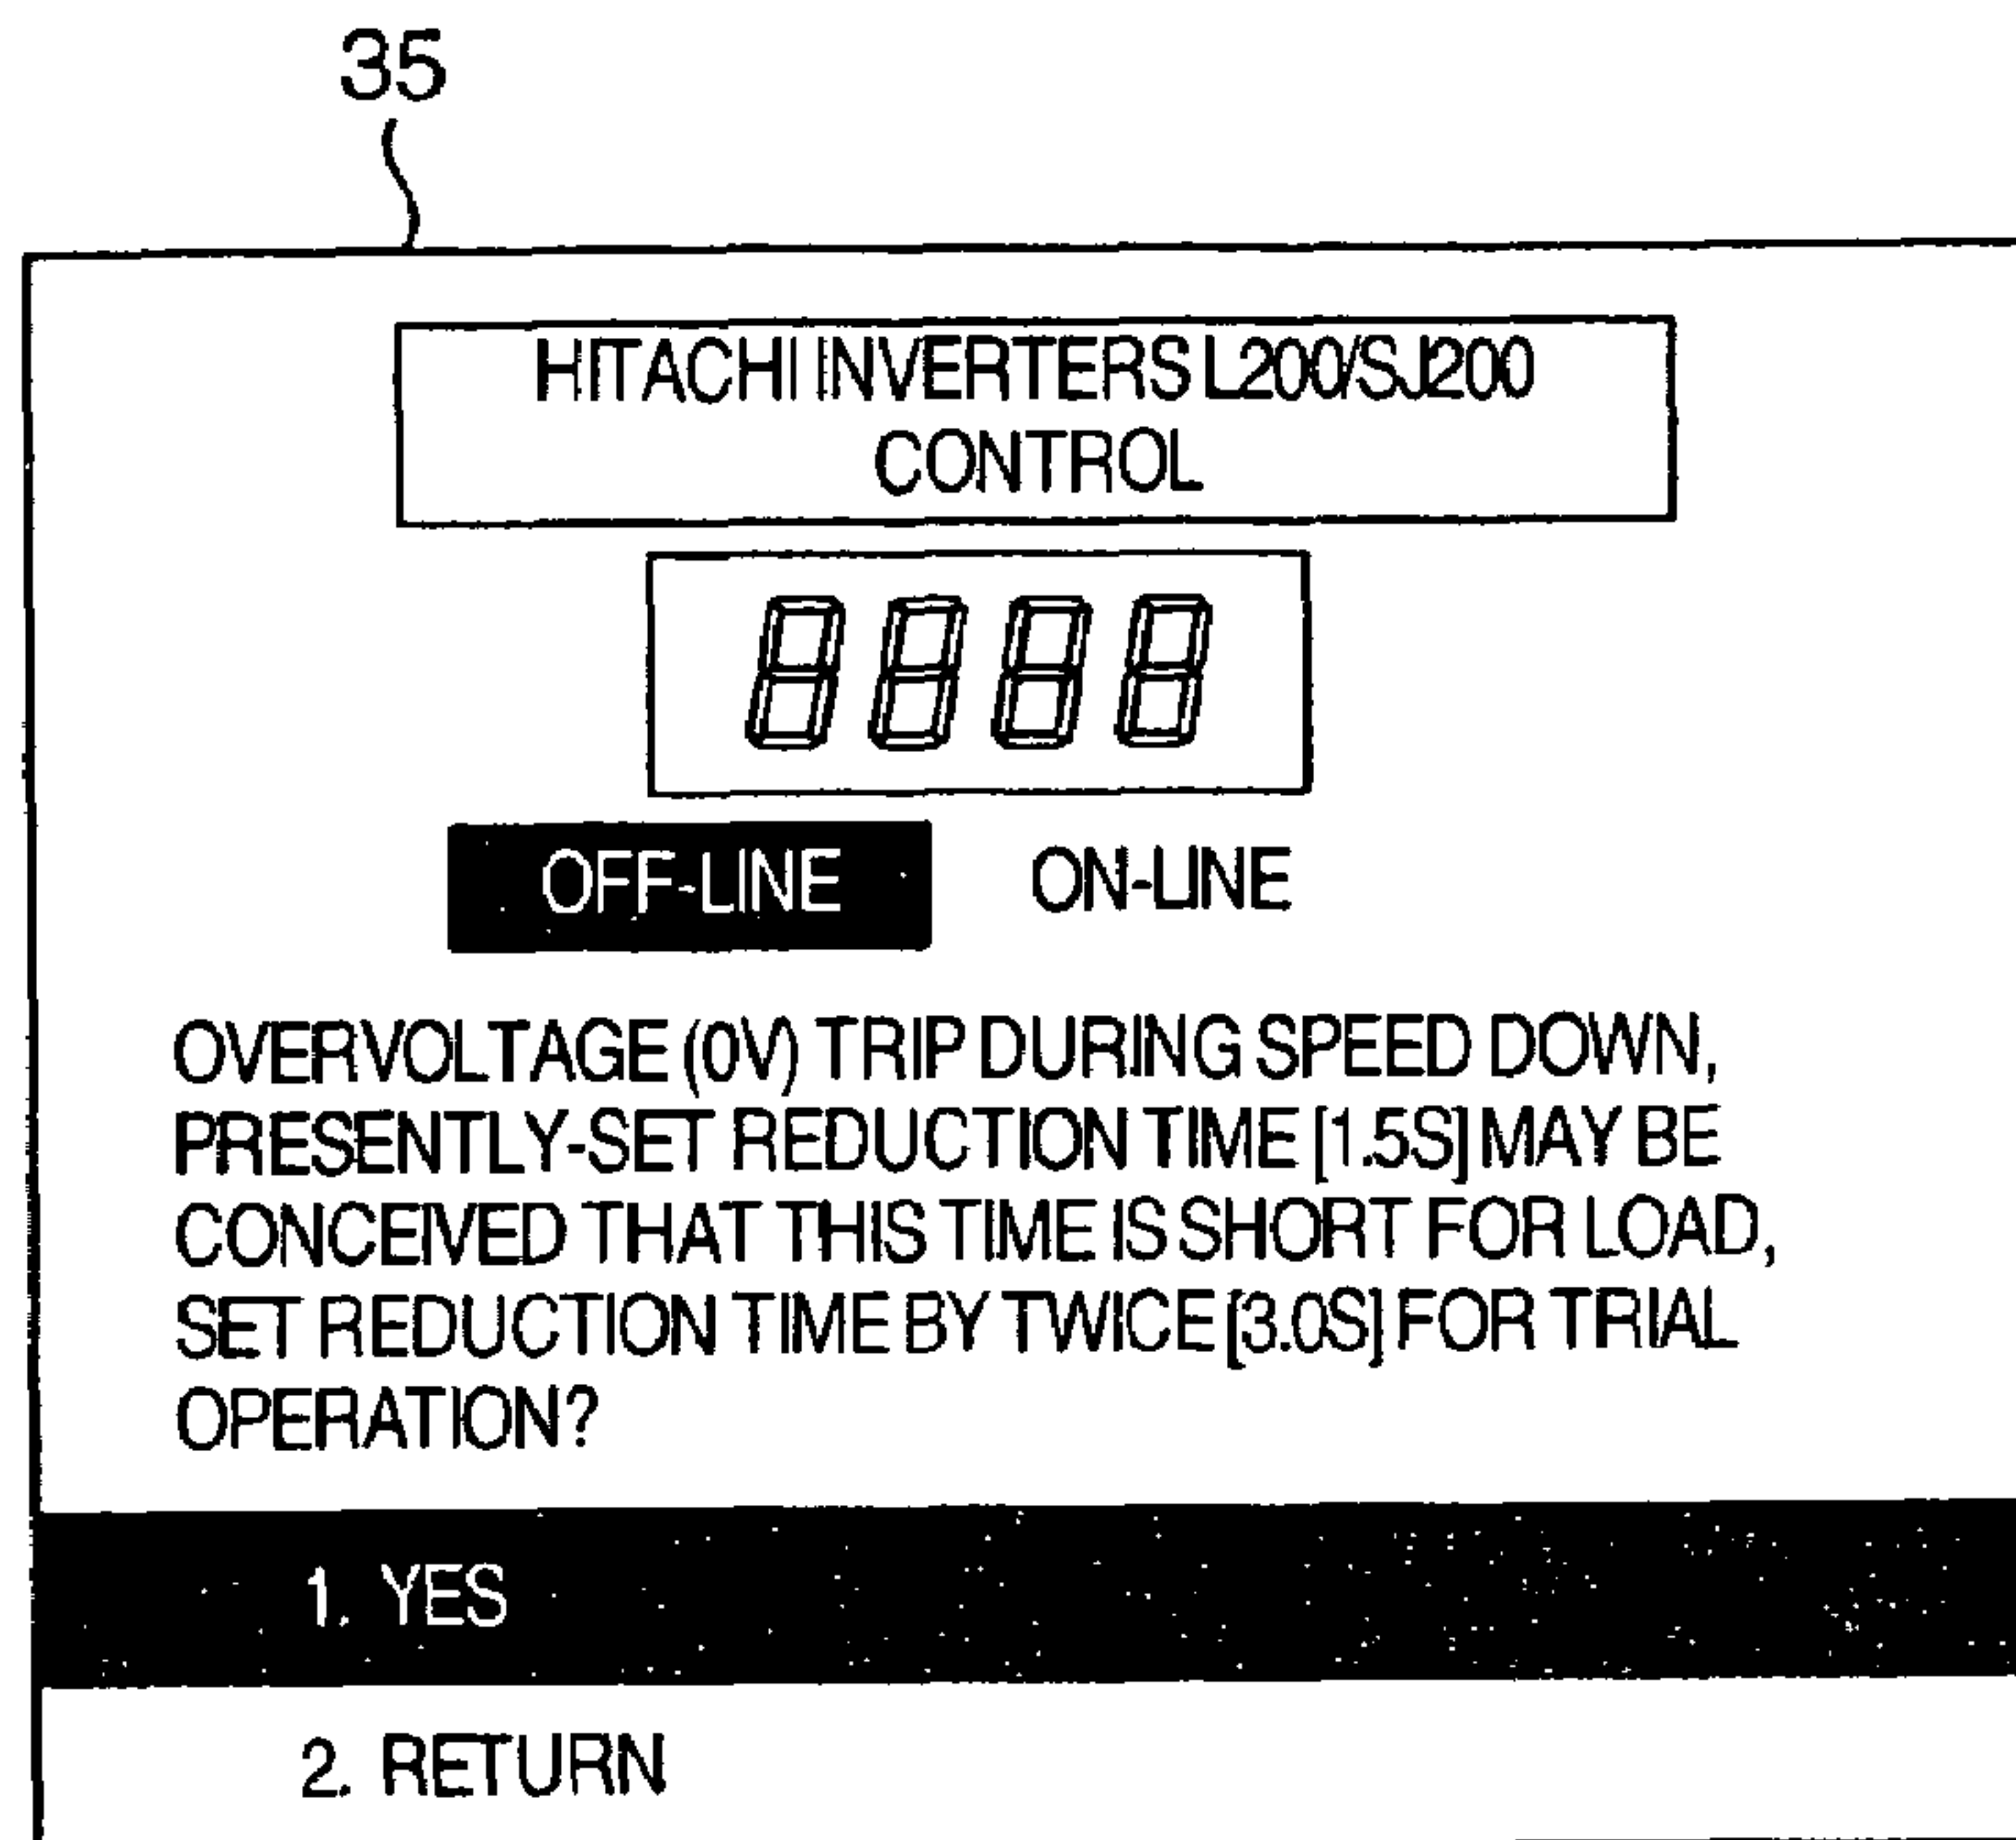 35
HITACHI INVERTERS L200/SJ200
CONTROL
8888
OFF-LINE ON-LINE
OVERVOLTAGE (0V) TRIP DURING SPEED DOWN,
PRESENTLY-SET REDUCTION TIME [1.5S] MAY BE
CONCEIVED THAT THIS TIME IS SHORT FOR LOAD,
SET REDUCTION TIME BY TWICE [3.0S] FOR TRIAL
OPERATION?
1. YES
2. RETURN